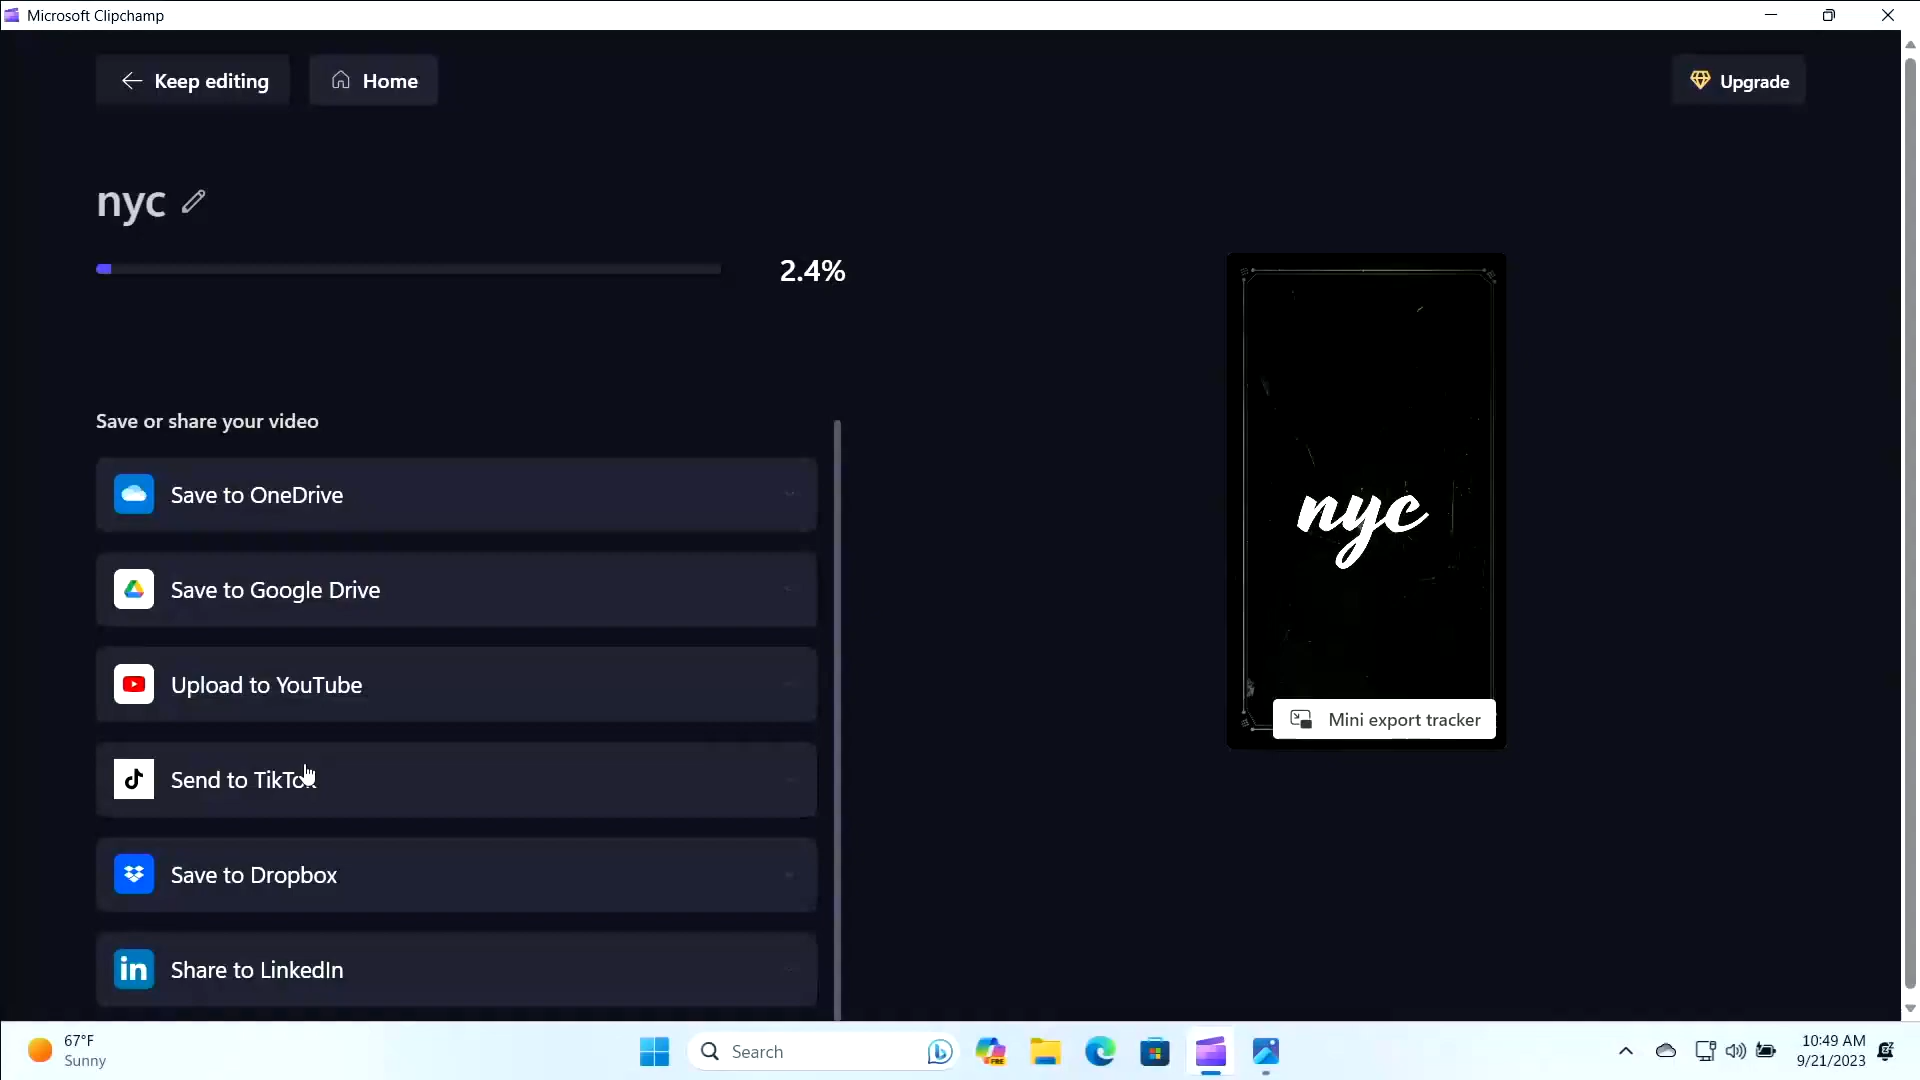 Microsoft Clipchamp
Keep editing
Home
Upgrade
nyc
2.4%
Save or share your video
Save to OneDrive
Save to Google Drive
Upload to YouTube
Send to TikTok
Save to Dropbox
in Share to LinkedIn
nyc
Mini export tracker
67°F
Sunny
Search
10:49 AM
9/21/2023